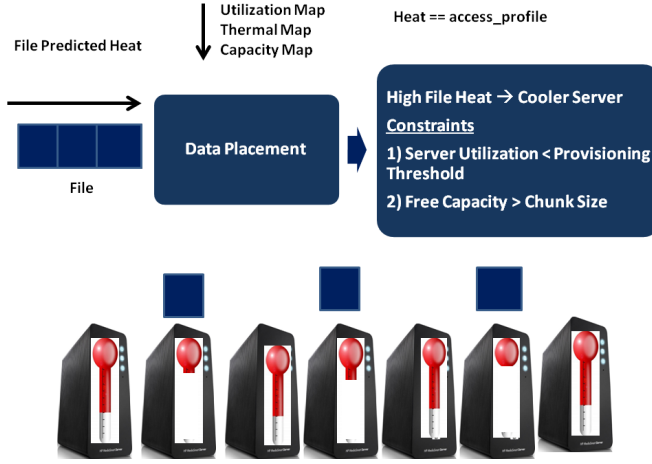 Utilization Map
Thermal Map
Capacity Map
Heat == access_profile
File Predicted Heat
File
Data Placement
High File Heat → Cooler Server
Constraints
1) Server Utilization < Provisioning
Threshold
2) Free Capacity > Chunk Size